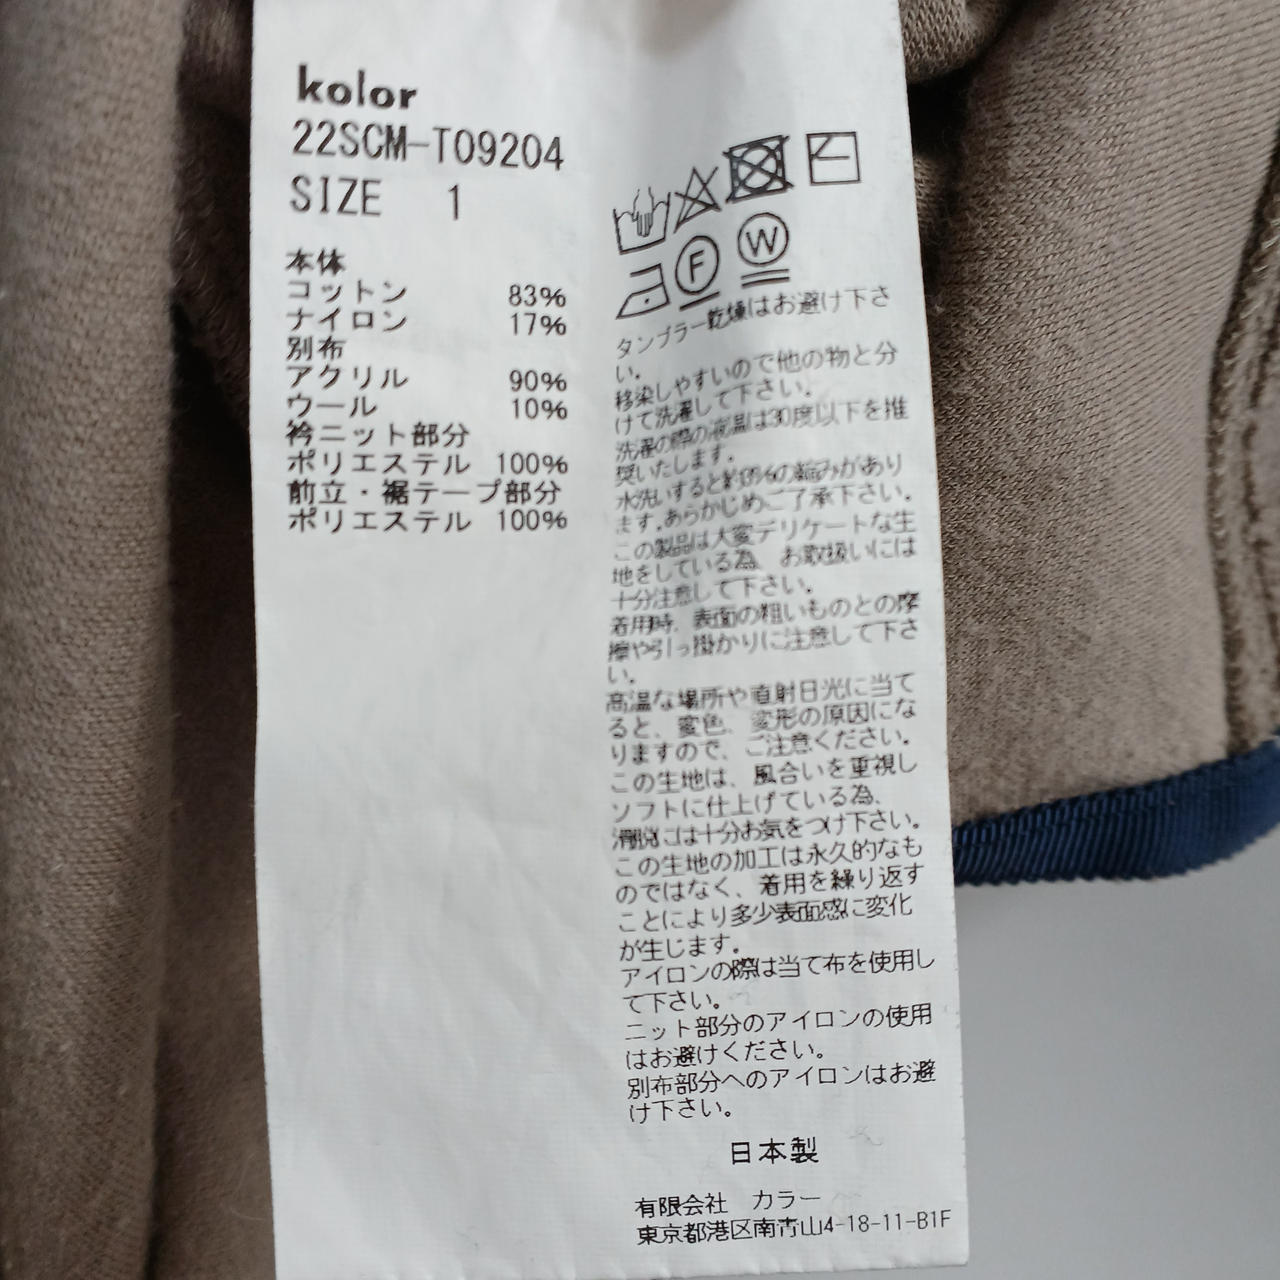 kolor
22SCM-T09204
SIZE 1
本体
コットン 83%
ナイロン 17%
別布
アクリル 90%
ウール 10%
衿ニット部分
ポリエステル 100%
前立・裾テープ部分
ポリエステル 100%
F
W
タンブラー乾燥はお避け下さ
い。
移染しやすいので他の物と分
けて洗濯して下さい。
洗濯の際の液温は30度以下を推
奨いたします。
水洗いすると約の縮みがあり
ます。あらかじめご了承下さい。
この製品は大変デリケートな生
地をしている為、お取扱いには
十分注意して下さい。
着用時、表面の粗いものとの摩
擦や引っ掛かりに注意して下さ
い。
高温な場所や直射日光に当て
ると、変色、変形の原因にな
りますので、ご注意ください。
この生地は、風合いを重視し
ソフトに仕上げている為、
滑脱には十分お気をつけ下さい。
この生地の加工は永久的なも
のではなく、着用を繰り返す
ことにより多少表面感に変化
が生じます。
アイロンの際は当て布を使用し
て下さい。
ニット部分のアイロンの使用
はお避けください。
別布部分へのアイロンはお避
け下さい。
日本製
有限会社 カラー
東京都港区南青山4-18-11-B1F